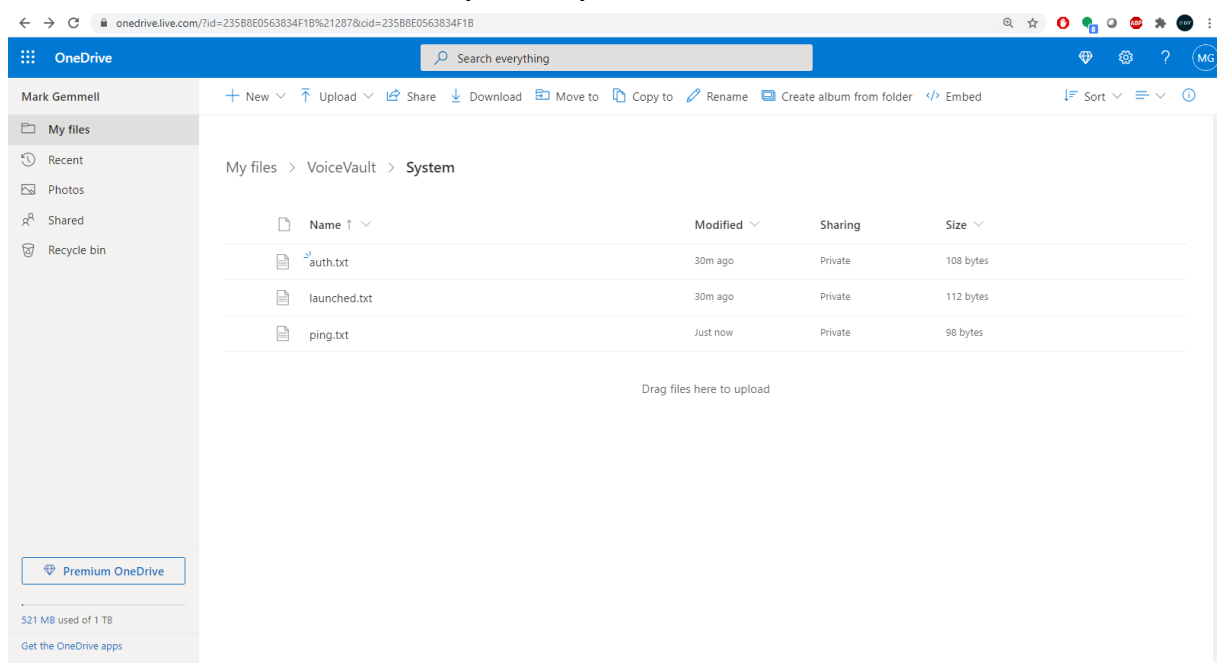 onedrive.live.com/?id=235B8E0563834F1B%21287&cid=235B8E0563834F1B
OneDrive
Search everything
MG
Mark Gemmell
New
Upload
Share
Download
Move to
Copy to
Rename
Create album from folder
Embed
Sort
My files
Recent
Photos
Shared
Recycle bin
My files > VoiceVault > System
Name ↑ Modified Sharing Size
auth.txt 30m ago Private 108 bytes
launched.txt 30m ago Private 112 bytes
ping.txt Just now Private 98 bytes
Drag files here to upload
Premium OneDrive
521 MB used of 1 TB
Get the OneDrive apps